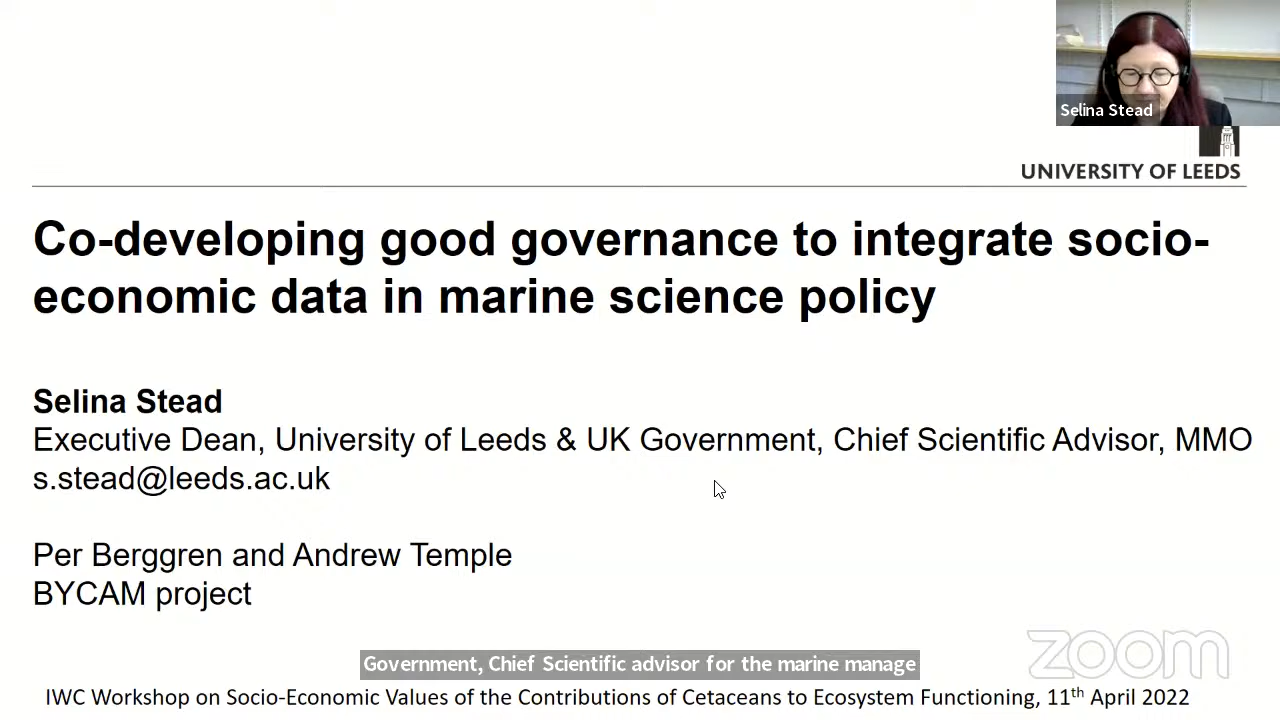 Selina Stead
UNIVERSITY OF LEEDS
Co-developing good governance to integrate socio-
economic data in marine science policy
Selina Stead
Executive Dean, University of Leeds & UK Government, Chief Scientific Advisor, MMO
s.stead@leeds.ac.uk
Per Berggren and Andrew Temple
BYCAM project
zoom
Government, Chief Scientific advisor for the marine manage
IWC Workshop on Socio-Economic Values of the Contributions of Cetaceans to Ecosystem Functioning, 11th April 2022